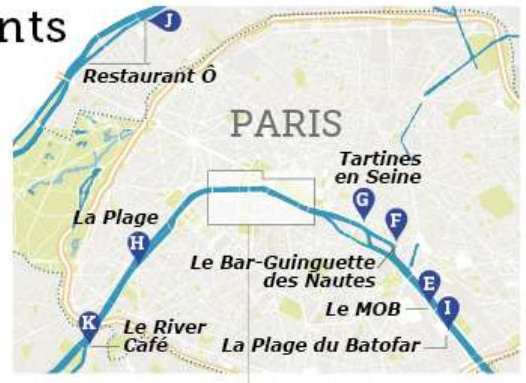 nts
J
Restaurant Ô
PARIS
Tartines
en Seine
La Plage
G
F
H
Le Bar-Guinguette
des Nautes
E
Le MOB
I
K
Le River
Café
La Plage du Batofar